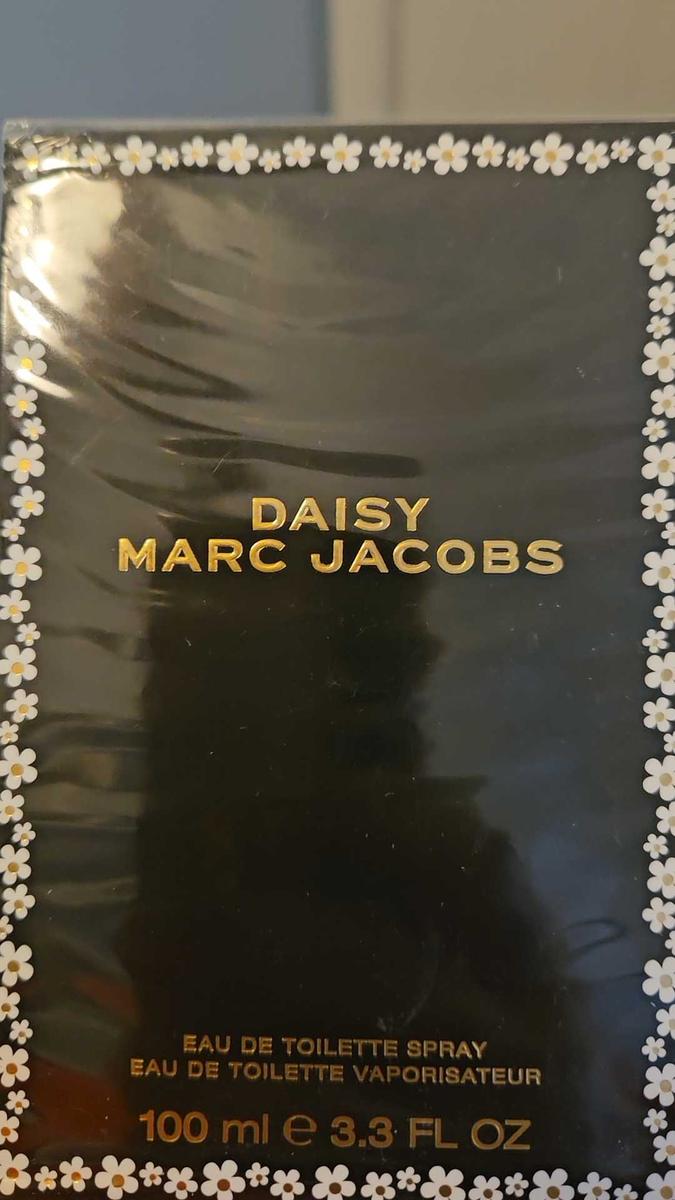 DAISY
MARC JACOBS
EAU DE TOILETTE SPRAY
EAU DE TOILETTE VAPORISATEUR
100 ml ℮ 3.3 FL OZ